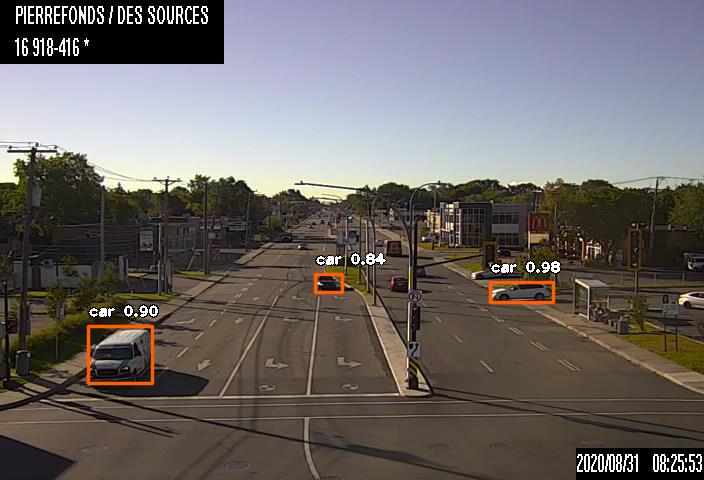 PIERREFONDS / DES SOURCES
16 918-416 *
car 0.84
car 0.98
car 0.90
2020/08/31 08:25:53